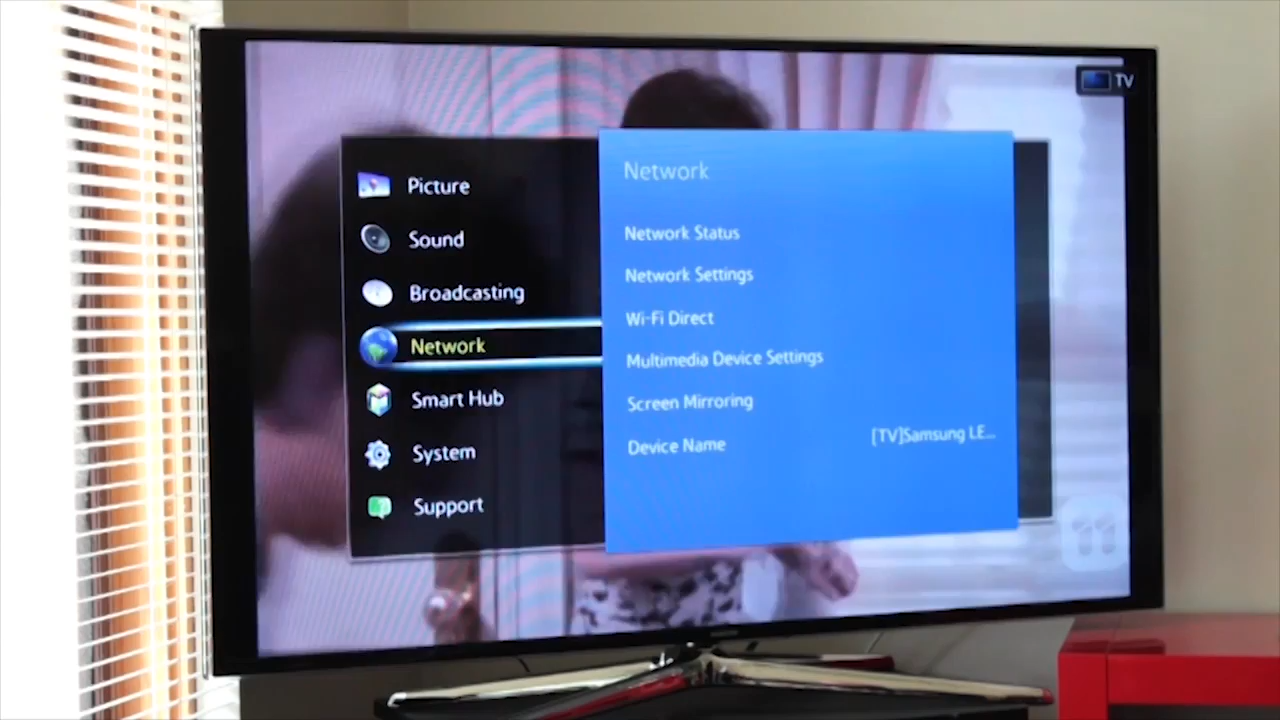 TV
Picture
Sound
Broadcasting
Network
Smart Hub
System
Support
Network
Network Status
Network Settings
Wi-Fi Direct
Multimedia Device Settings
Screen Mirroring
Device Name [TV]Samsung LE...
11